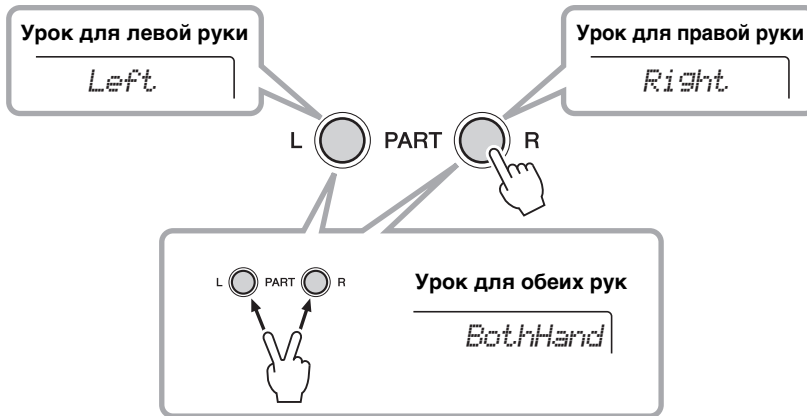 Урок для левой руки
Left
Урок для правой руки
Right
L PART R
L PART R
Урок для обеих рук
BothHand